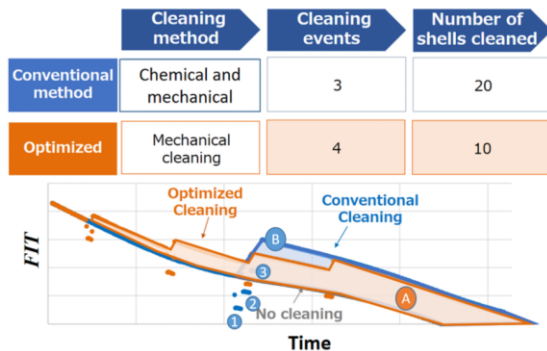 Cleaning method
Cleaning events
Number of shells cleaned
Conventional method
Chemical and mechanical
3
20
Optimized
Mechanical cleaning
4
10
Optimized Cleaning
Conventional Cleaning
B
FIT
3
A
2
No cleaning
1
Time